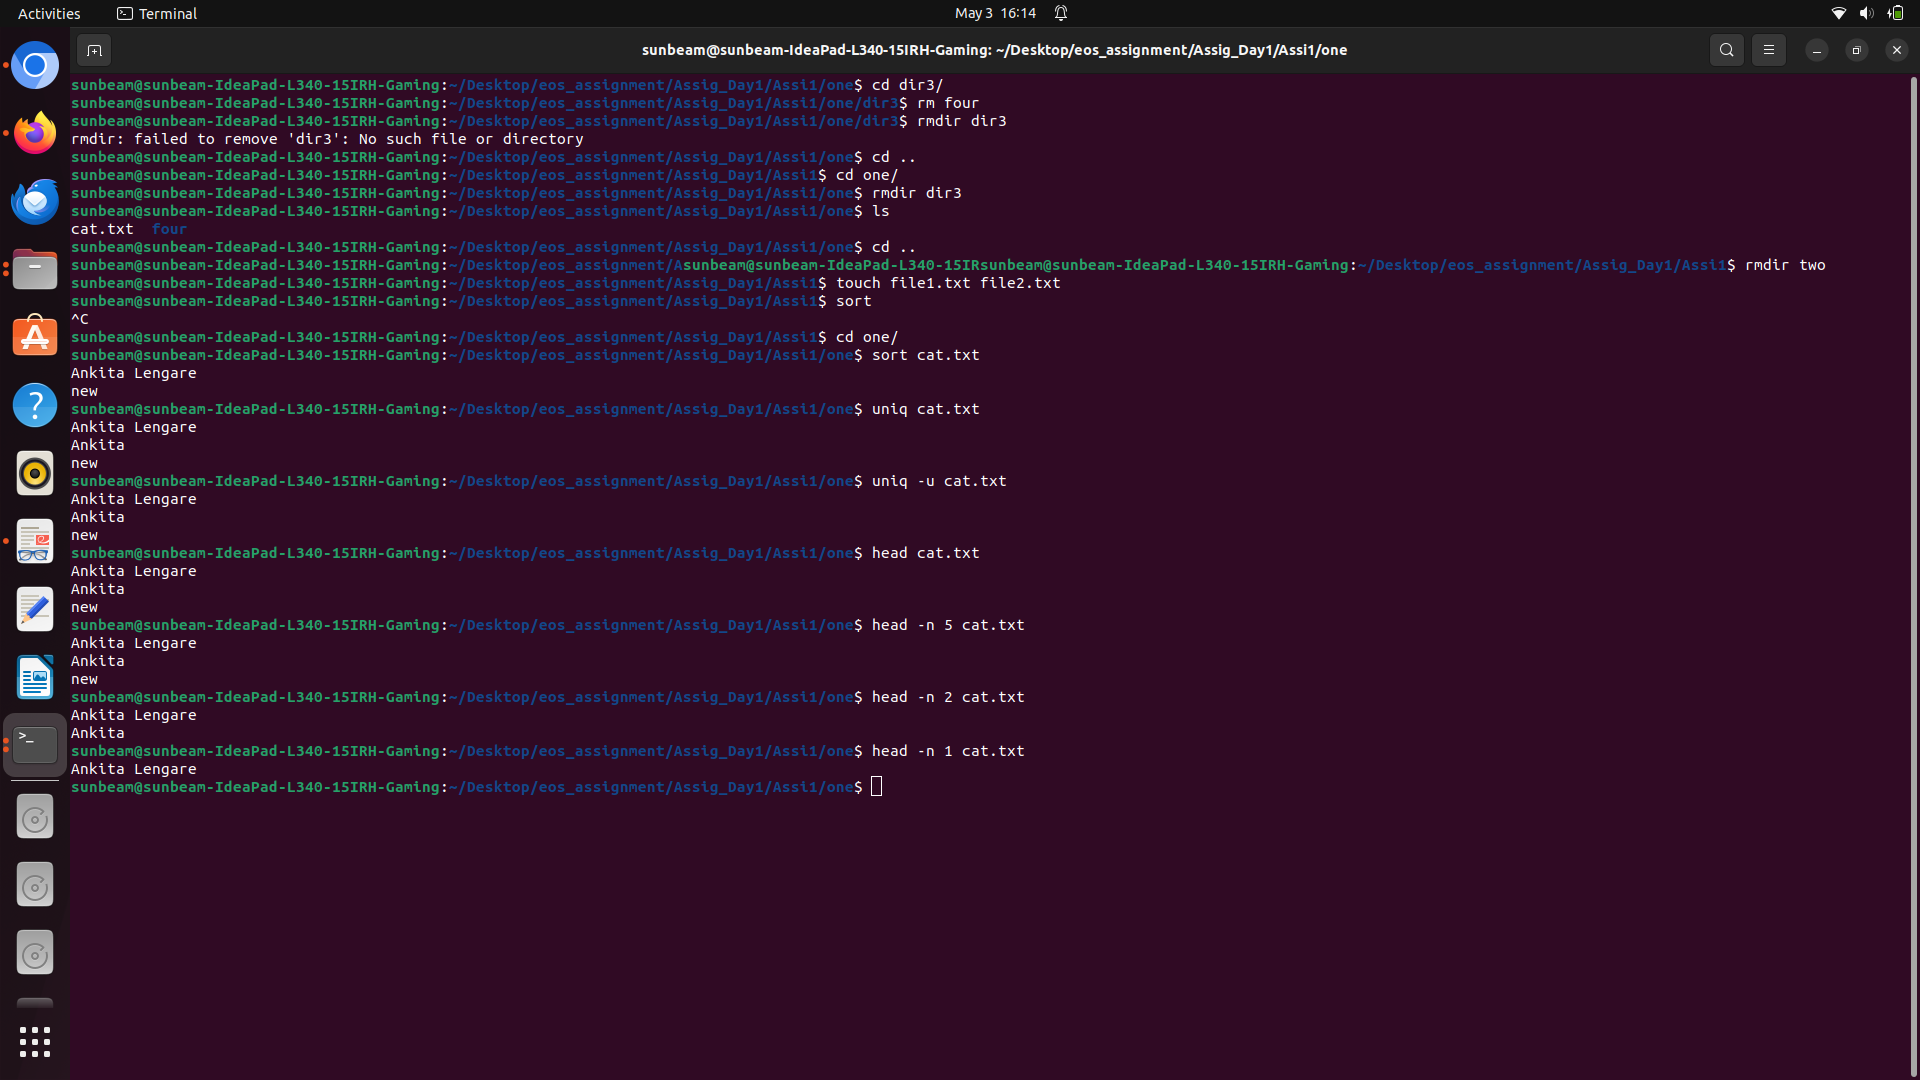 Activities
Terminal
May 3 16:14
sunbeam@sunbeam-IdeaPad-L340-15IRH-Gaming: ~/Desktop/eos_assignment/Assig_Day1/Assi1/one
sunbeam@sunbeam-IdeaPad-L340-15IRH-Gaming:~/Desktop/eos_assignment/Assig_Day1/Assi1/one$ cd dir3/
sunbeam@sunbeam-IdeaPad-L340-15IRH-Gaming:~/Desktop/eos_assignment/Assig_Day1/Assi1/one/dir3$ rm four
sunbeam@sunbeam-IdeaPad-L340-15IRH-Gaming:~/Desktop/eos_assignment/Assig_Day1/Assi1/one/dir3$ rmdir dir3
rmdir: failed to remove 'dir3': No such file or directory
sunbeam@sunbeam-IdeaPad-L340-15IRH-Gaming:~/Desktop/eos_assignment/Assig_Day1/Assi1/one$ cd ..
sunbeam@sunbeam-IdeaPad-L340-15IRH-Gaming:~/Desktop/eos_assignment/Assig_Day1/Assi1$ cd one/
sunbeam@sunbeam-IdeaPad-L340-15IRH-Gaming:~/Desktop/eos_assignment/Assig_Day1/Assi1/one$ rmdir dir3
sunbeam@sunbeam-IdeaPad-L340-15IRH-Gaming:~/Desktop/eos_assignment/Assig_Day1/Assi1/one$ ls
cat.txt  four
sunbeam@sunbeam-IdeaPad-L340-15IRH-Gaming:~/Desktop/eos_assignment/Assig_Day1/Assi1/one$ cd ..
sunbeam@sunbeam-IdeaPad-L340-15IRH-Gaming:~/Desktop/eos_assignment/Asunbeam@sunbeam-IdeaPad-L340-15IRsunbeam@sunbeam-IdeaPad-L340-15IRH-Gaming:~/Desktop/eos_assignment/Assig_Day1/Assi1$ rmdir two
sunbeam@sunbeam-IdeaPad-L340-15IRH-Gaming:~/Desktop/eos_assignment/Assig_Day1/Assi1$ touch file1.txt file2.txt
sunbeam@sunbeam-IdeaPad-L340-15IRH-Gaming:~/Desktop/eos_assignment/Assig_Day1/Assi1$ sort
^C
sunbeam@sunbeam-IdeaPad-L340-15IRH-Gaming:~/Desktop/eos_assignment/Assig_Day1/Assi1$ cd one/
sunbeam@sunbeam-IdeaPad-L340-15IRH-Gaming:~/Desktop/eos_assignment/Assig_Day1/Assi1/one$ sort cat.txt
Ankita Lengare
new
sunbeam@sunbeam-IdeaPad-L340-15IRH-Gaming:~/Desktop/eos_assignment/Assig_Day1/Assi1/one$ uniq cat.txt
Ankita Lengare
Ankita
new
sunbeam@sunbeam-IdeaPad-L340-15IRH-Gaming:~/Desktop/eos_assignment/Assig_Day1/Assi1/one$ uniq -u cat.txt
Ankita Lengare
Ankita
new
sunbeam@sunbeam-IdeaPad-L340-15IRH-Gaming:~/Desktop/eos_assignment/Assig_Day1/Assi1/one$ head cat.txt
Ankita Lengare
Ankita
new
sunbeam@sunbeam-IdeaPad-L340-15IRH-Gaming:~/Desktop/eos_assignment/Assig_Day1/Assi1/one$ head -n 5 cat.txt
Ankita Lengare
Ankita
new
sunbeam@sunbeam-IdeaPad-L340-15IRH-Gaming:~/Desktop/eos_assignment/Assig_Day1/Assi1/one$ head -n 2 cat.txt
Ankita Lengare
Ankita
sunbeam@sunbeam-IdeaPad-L340-15IRH-Gaming:~/Desktop/eos_assignment/Assig_Day1/Assi1/one$ head -n 1 cat.txt
Ankita Lengare
sunbeam@sunbeam-IdeaPad-L340-15IRH-Gaming:~/Desktop/eos_assignment/Assig_Day1/Assi1/one$